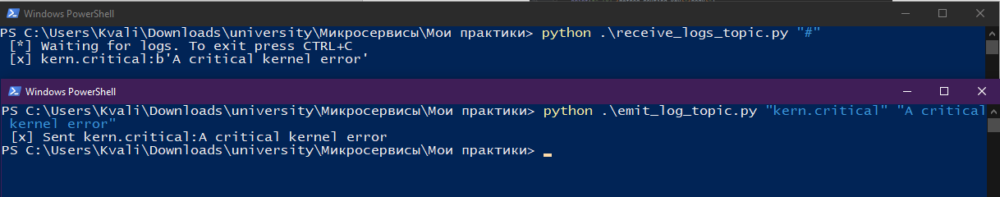 Windows PowerShell
PS C:\Users\Kvali\Downloads\university\Микросервисы\Мои практики> python .\receive_logs_topic.py "#"
[*] Waiting for logs. To exit press CTRL+C
[x] kern.critical:b'A critical kernel error'
Windows PowerShell
PS C:\Users\Kvali\Downloads\university\Микросервисы\Мои практики> python .\emit_log_topic.py "kern.critical" "A critical
kernel error"
[x] Sent kern.critical:A critical kernel error
PS C:\Users\Kvali\Downloads\university\Микросервисы\Мои практики>